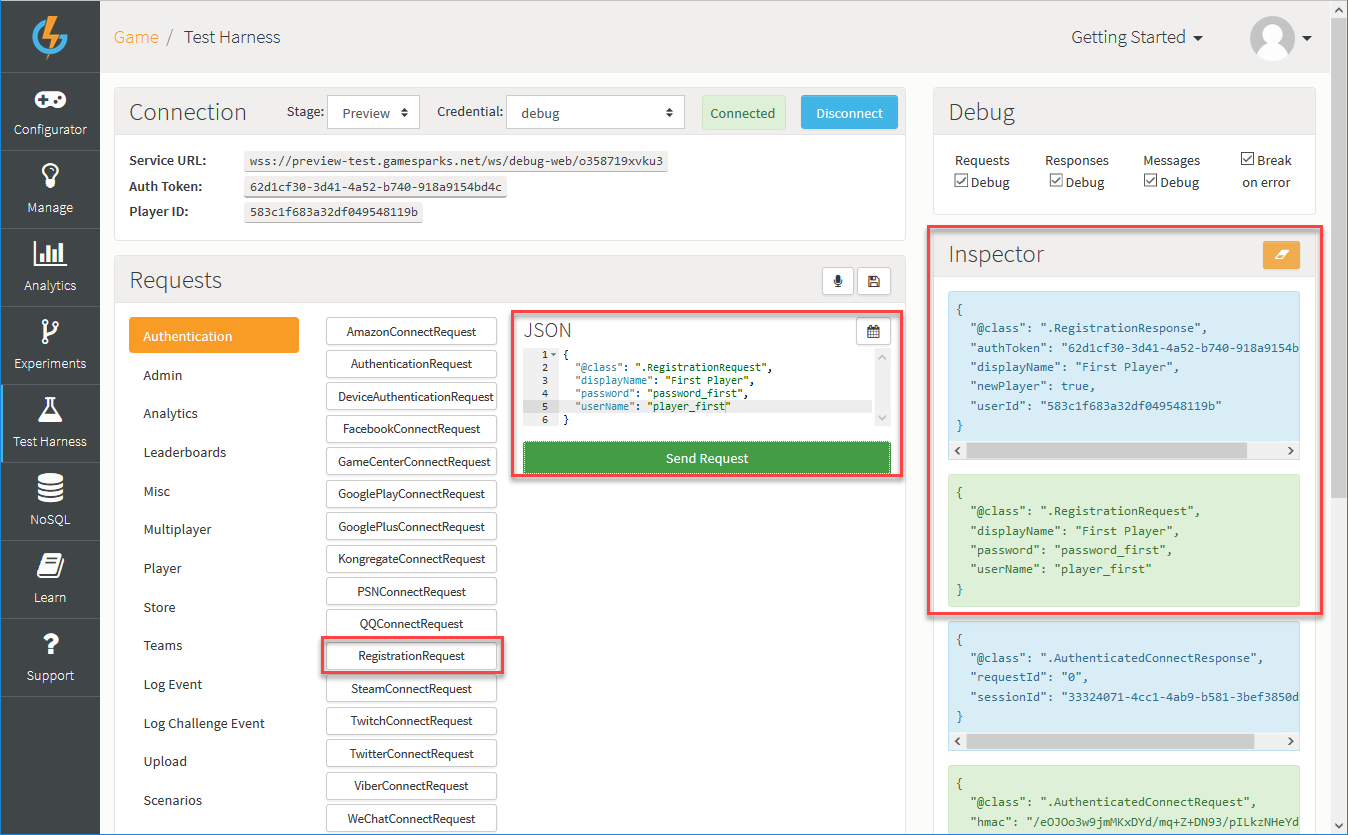 Game / Test Harness
Getting Started
Configurator
Manage
Analytics
Experiments
Test Harness
NoSQL
Learn
Support
Connection
Stage: Preview
Credential: debug
Connected
Disconnect
Service URL: wss://preview-test.gamesparks.net/ws/debug-web/o358719xvku3
Auth Token: 62d1cf30-3d41-4a52-b740-918a9154bd4c
Player ID: 583c1f683a32df049548119b
Requests
Authentication
Admin
Analytics
Leaderboards
Misc
Multiplayer
Player
Store
Teams
Log Event
Log Challenge Event
Upload
Scenarios
AmazonConnectRequest
AuthenticationRequest
DeviceAuthenticationRequest
FacebookConnectRequest
GameCenterConnectRequest
GooglePlayConnectRequest
GooglePlusConnectRequest
KongregateConnectRequest
PSNConnectRequest
QQConnectRequest
RegistrationRequest
SteamConnectRequest
TwitchConnectRequest
TwitterConnectRequest
ViberConnectRequest
WeChatConnectRequest
JSON
1 {
2 "@class": ".RegistrationRequest",
3 "displayName": "First Player",
4 "password": "password_first",
5 "userName": "player_first"
6 }
Send Request
Debug
Requests Responses Messages Break
Debug Debug Debug on error
Inspector
{
"@class": ".RegistrationResponse",
"authToken": "62d1cf30-3d41-4a52-b740-918a9154b
"displayName": "First Player",
"newPlayer": true,
"userId": "583c1f683a32df049548119b"
}
{
"@class": ".RegistrationRequest",
"displayName": "First Player",
"password": "password_first",
"userName": "player_first"
}
{
"@class": ".AuthenticatedConnectResponse",
"requestId": "0",
"sessionId": "33324071-4cc1-4ab9-b581-3bef3850d
}
{
"@class": ".AuthenticatedConnectRequest",
"hmac": "/eOJOo3w9jmMKxDYd/mq+Z+DN93/pILkzNHeYd